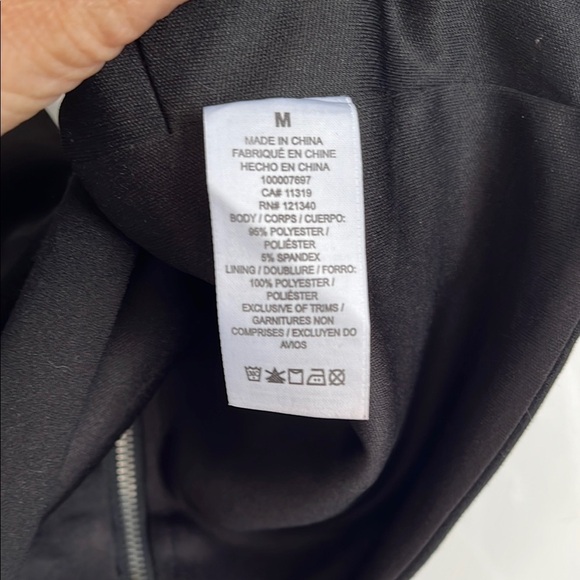 M
MADE IN CHINA
FABRIQUÉ EN CHINE
HECHO EN CHINA
100007697
CA# 11319
RN# 121340
BODY / CORPS / CUERPO:
95% POLYESTER /
POLIÉSTER
5% SPANDEX
LINING / DOUBLURE / FORRO:
100% POLYESTER /
POLIÉSTER
EXCLUSIVE OF TRIMS /
GARNITURES NON
COMPRISES / EXCLUYEN DO
AVIOS